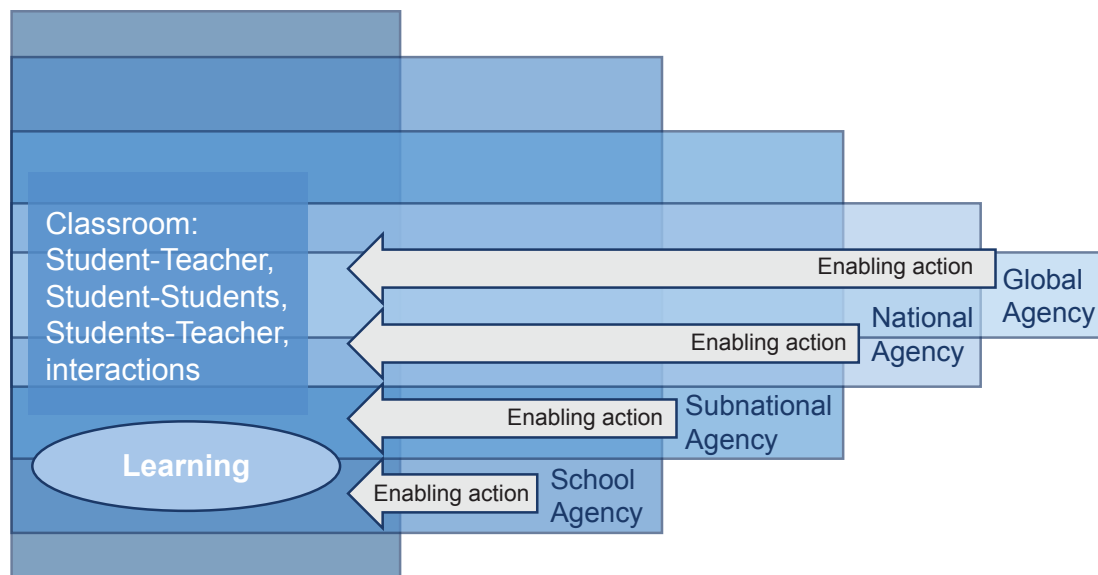 Classroom:
Student-Teacher,
Student-Students,
Students-Teacher,
interactions
Learning
Enabling action
Global
Agency
Enabling action
National
Agency
Enabling action
Subnational
Agency
Enabling action
School
Agency